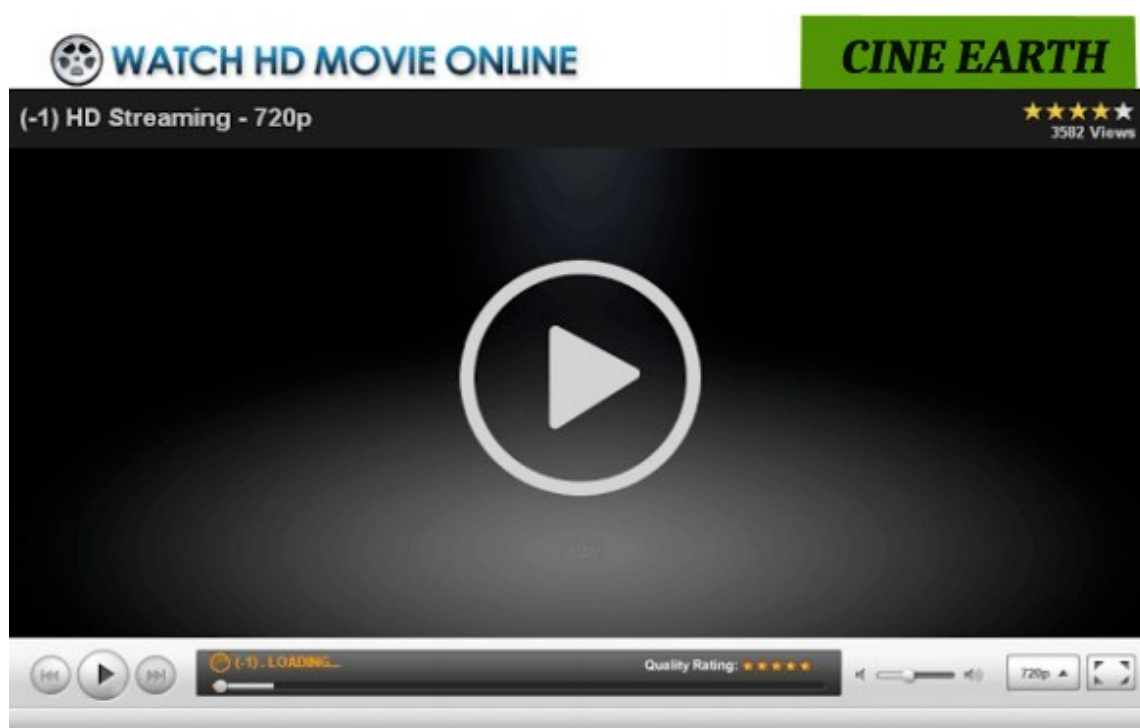 WATCH HD MOVIE ONLINE
CINE EARTH
(-1) HD Streaming - 720p
3582 Views
(-1). LOADING...
Quality Rating:
720p